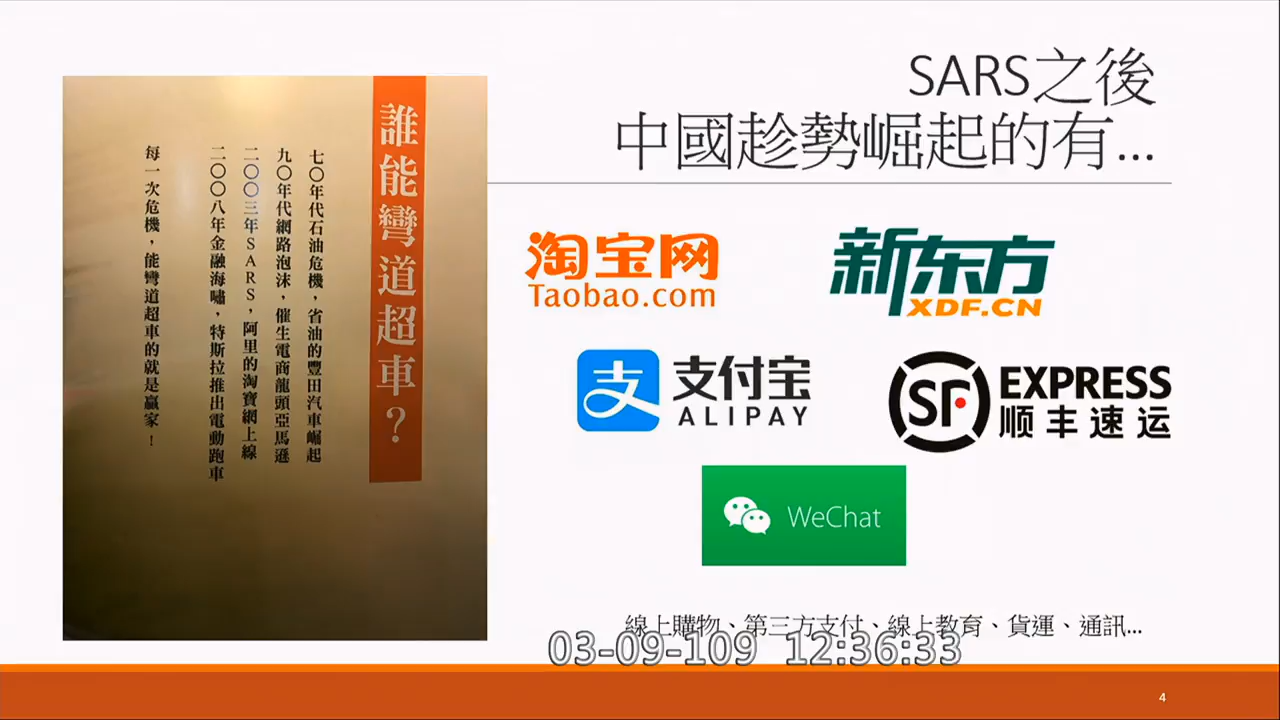 SARS之後
中國趁勢崛起的有...
誰能彎道超車？
七〇年代石油危機，省油的豐田汽車崛起
九〇年代網路泡沫，催生電商龍頭亞馬遜
二〇〇三年SARS，阿里的淘寶網上線
二〇〇八年金融海嘯，特斯拉推出電動跑車
每一次危機，能彎道超車的就是贏家！
淘宝网
Taobao.com
新东方
XDF.CN
支
支付宝
ALIPAY
SF
EXPRESS
顺丰速运
WeChat
線上購物、第三方支付、線上教育、貨運、通訊...
03-09-109 12:36:33
4